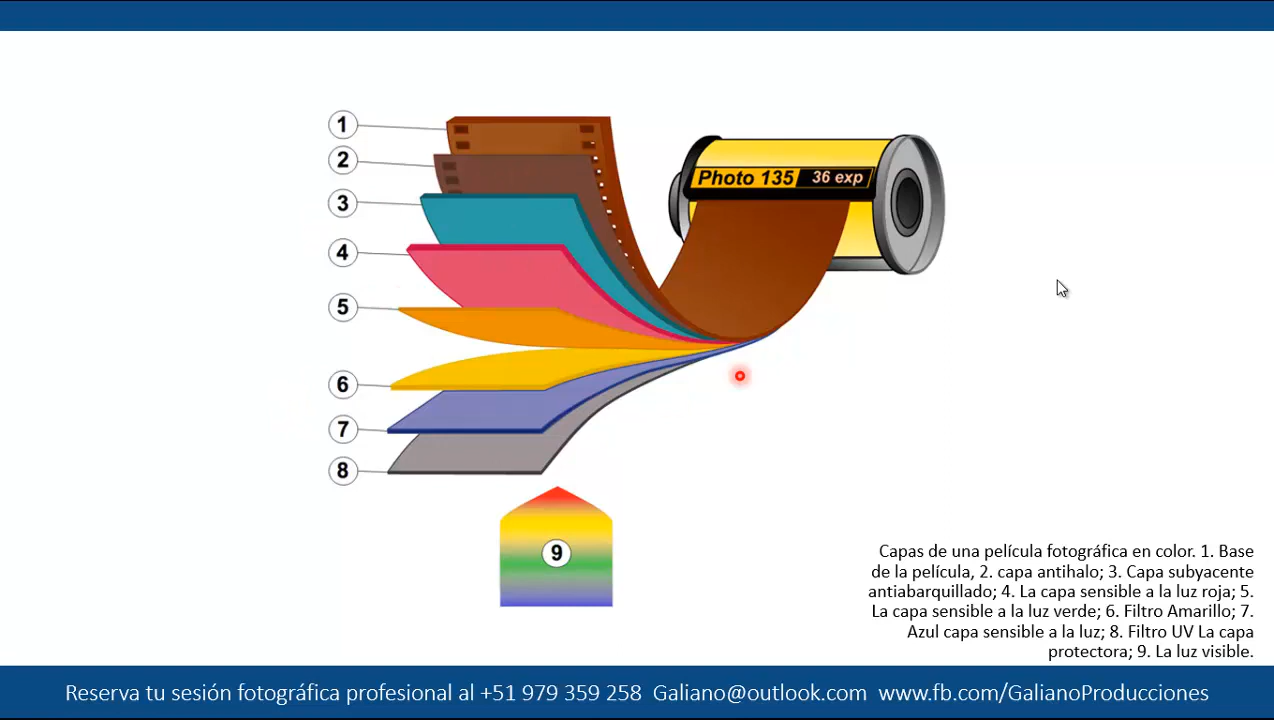 1
2
3
4
5
6
7
8
9
Photo 135 36 exp
Capas de una película fotográfica en color. 1. Base
de la película, 2. capa antihalo; 3. Capa subyacente
antiabarquillado; 4. La capa sensible a la luz roja; 5.
La capa sensible a la luz verde; 6. Filtro Amarillo; 7.
Azul capa sensible a la luz; 8. Filtro UV La capa
protectora; 9. La luz visible.
Reserva tu sesión fotográfica profesional al +51 979 359 258 Galiano@outlook.com www.fb.com/GalianoProducciones